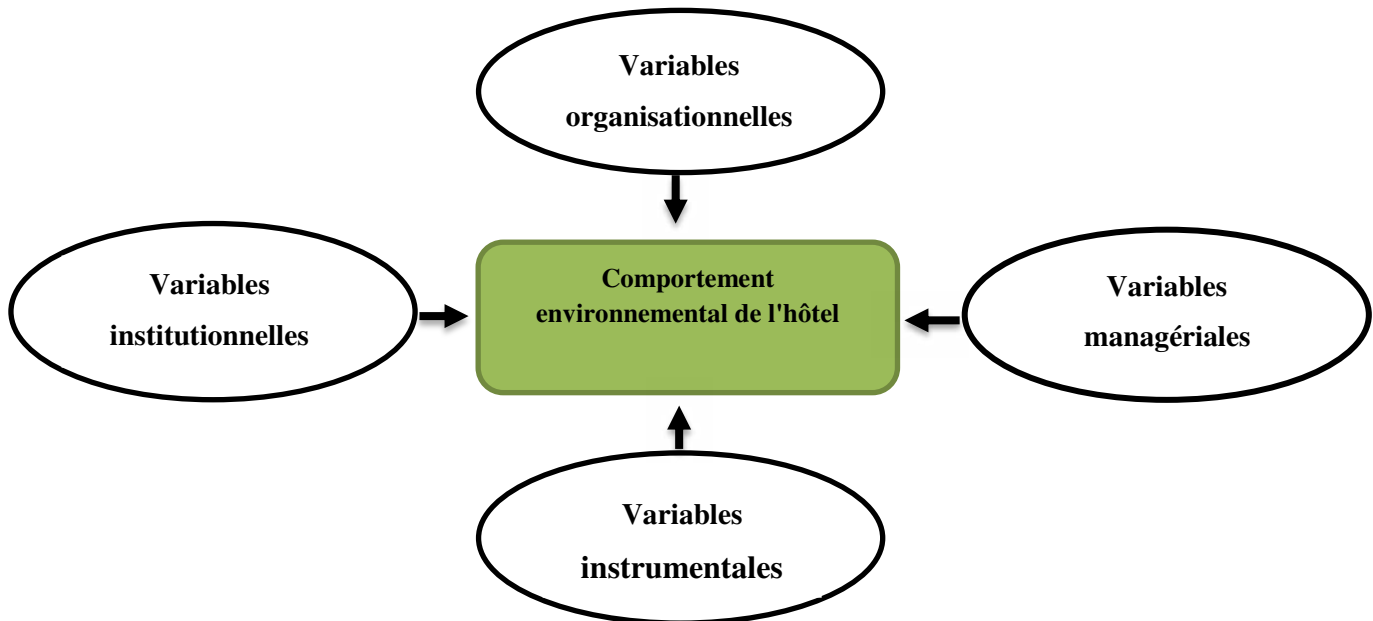 Variables
organisationnelles
Variables
institutionnelles
Comportement
environnemental de l'hôtel
Variables
managériales
Variables
instrumentales